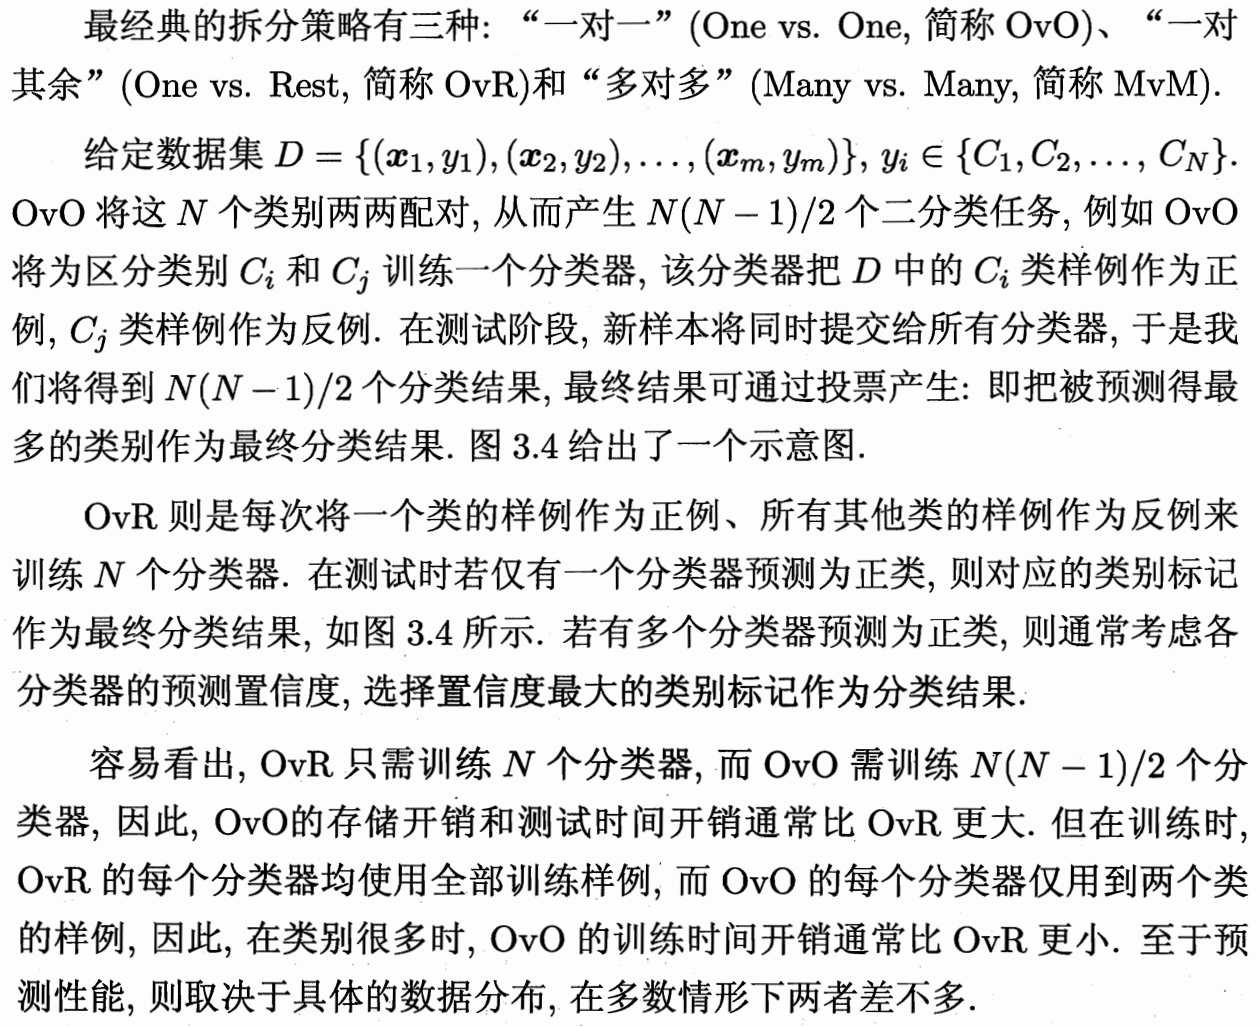 最经典的拆分策略有三种: “一对一” (One vs. One, 简称 OvO)、“一对
其余” (One vs. Rest, 简称 OvR)和 “多对多” (Many vs. Many, 简称 MvM).
给定数据集 D = {(x₁, y₁), (x₂, y₂), . . . , (xₘ, yₘ)}, yᵢ ∈ {C₁, C₂, . . . , C_N}.
OvO 将这 N 个类别两两配对, 从而产生 N(N − 1)/2 个二分类任务, 例如 OvO
将为区分类别 Cᵢ 和 Cⱼ 训练一个分类器, 该分类器把 D 中的 Cᵢ 类样例作为正
例, Cⱼ 类样例作为反例. 在测试阶段, 新样本将同时提交给所有分类器, 于是我
们将得到 N(N − 1)/2 个分类结果, 最终结果可通过投票产生: 即把被预测得最
多的类别作为最终分类结果. 图 3.4 给出了一个示意图.
OvR 则是每次将一个类的样例作为正例、所有其他类的样例作为反例来
训练 N 个分类器. 在测试时若仅有一个分类器预测为正类, 则对应的类别标记
作为最终分类结果, 如图 3.4 所示. 若有多个分类器预测为正类, 则通常考虑各
分类器的预测置信度, 选择置信度最大的类别标记作为分类结果.
容易看出, OvR 只需训练 N 个分类器, 而 OvO 需训练 N(N − 1)/2 个分
类器, 因此, OvO的存储开销和测试时间开销通常比 OvR 更大. 但在训练时,
OvR 的每个分类器均使用全部训练样例, 而 OvO 的每个分类器仅用到两个类
的样例, 因此, 在类别很多时, OvO 的训练时间开销通常比 OvR 更小. 至于预
测性能, 则取决于具体的数据分布, 在多数情形下两者差不多.